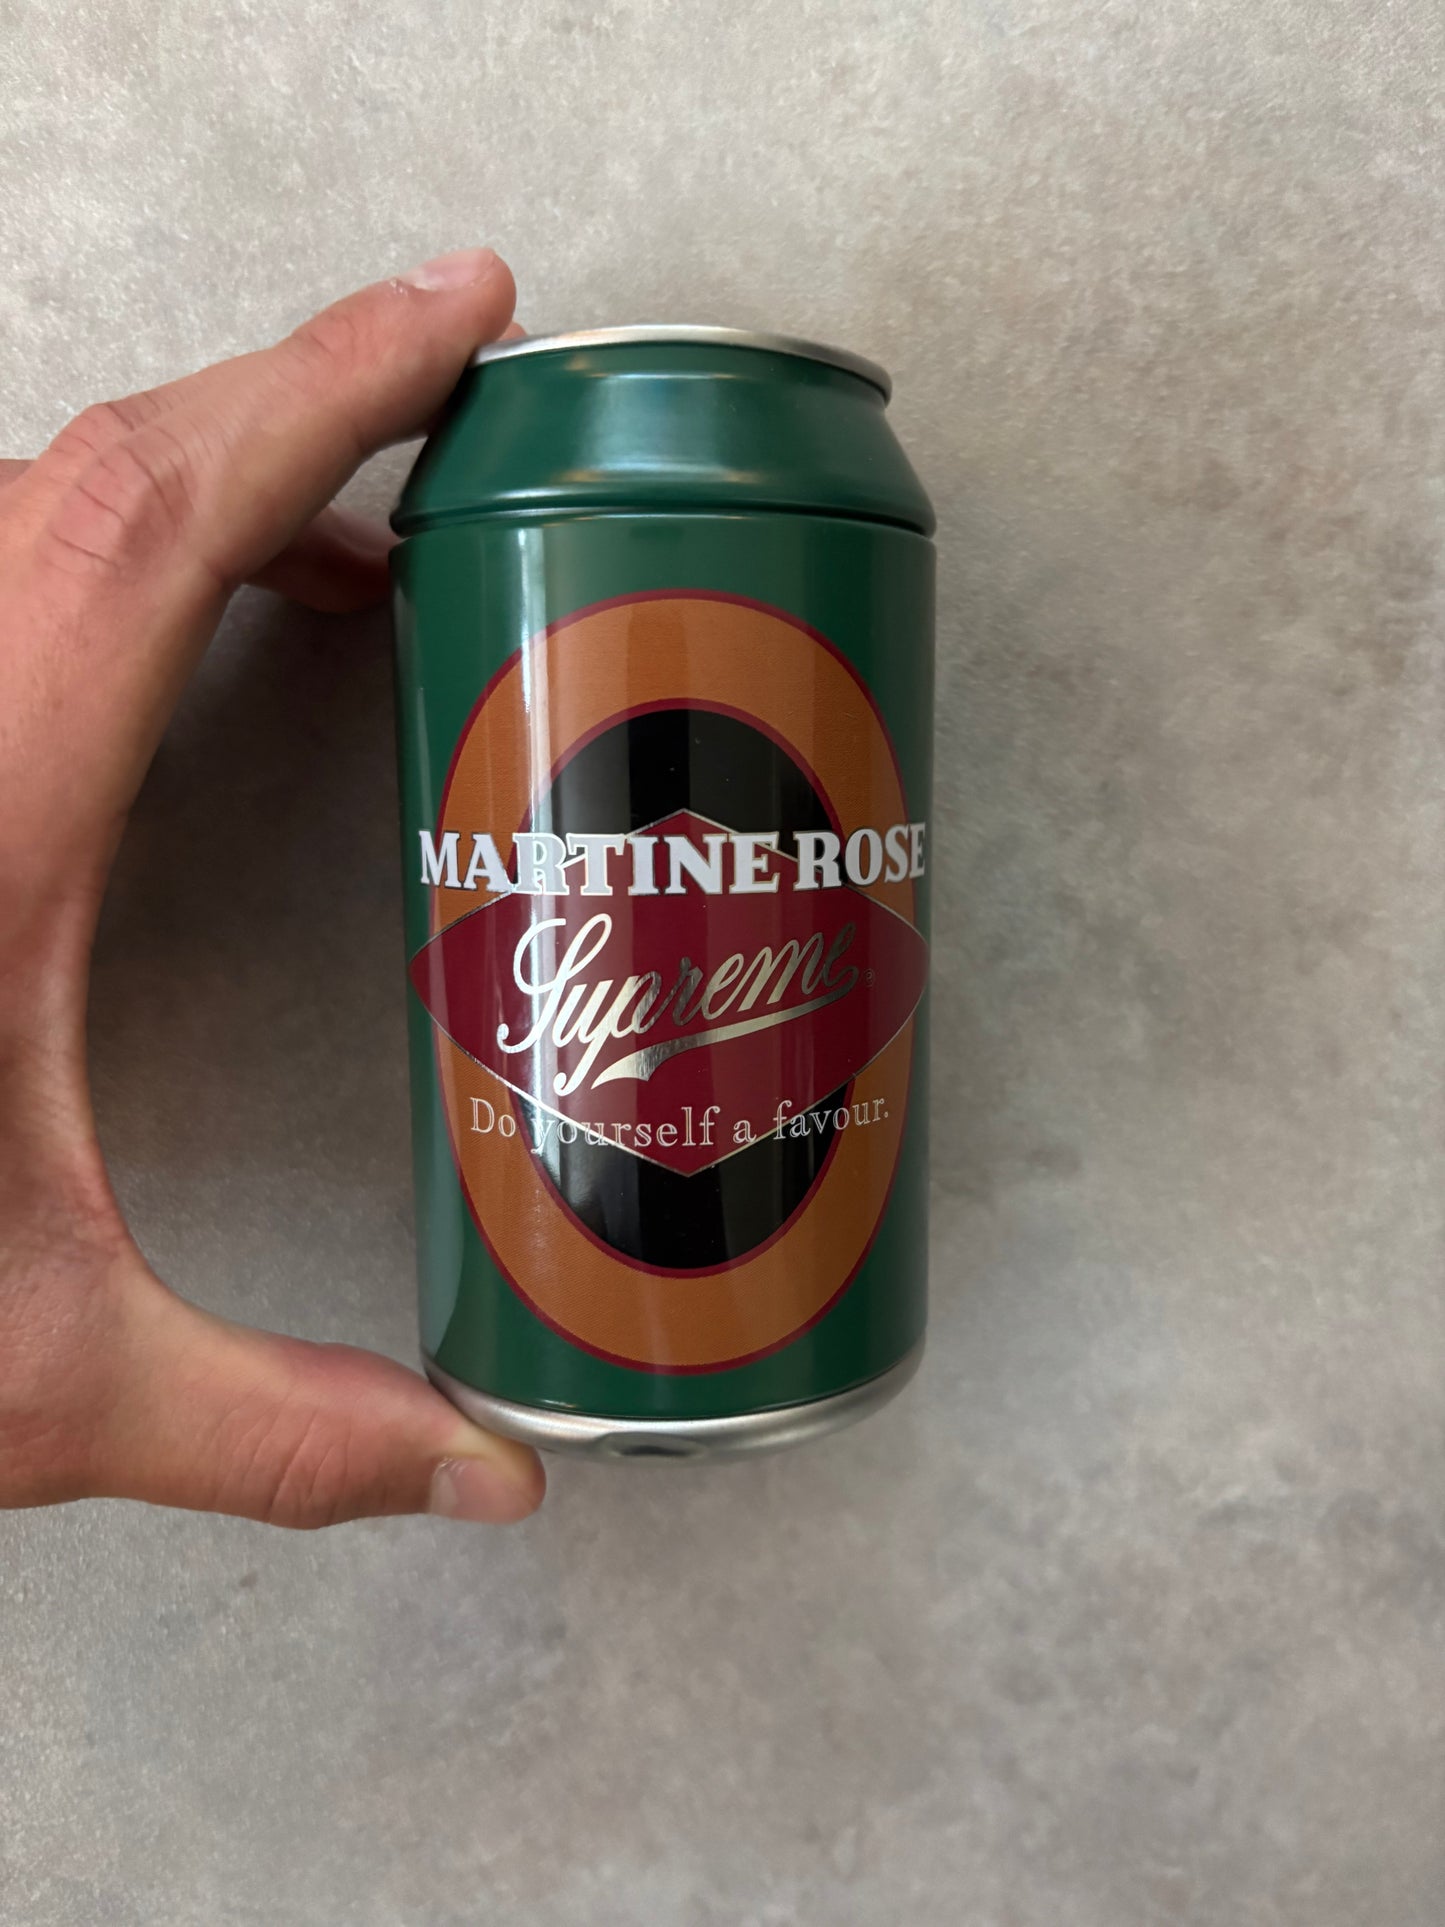 MARTINE ROSE
Supreme®
Do yourself a favour.